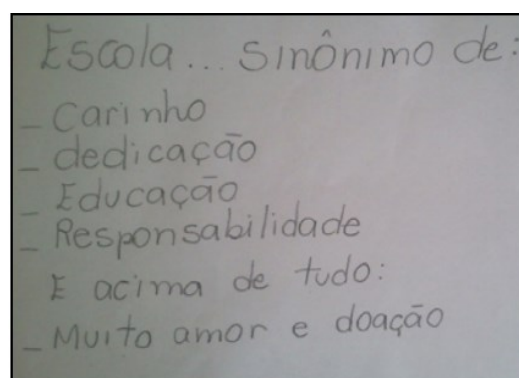 Escola... Sinônimo de:
- Carinho
- dedicação
- Educação
- Responsabilidade
E acima de tudo:
- Muito amor e doação